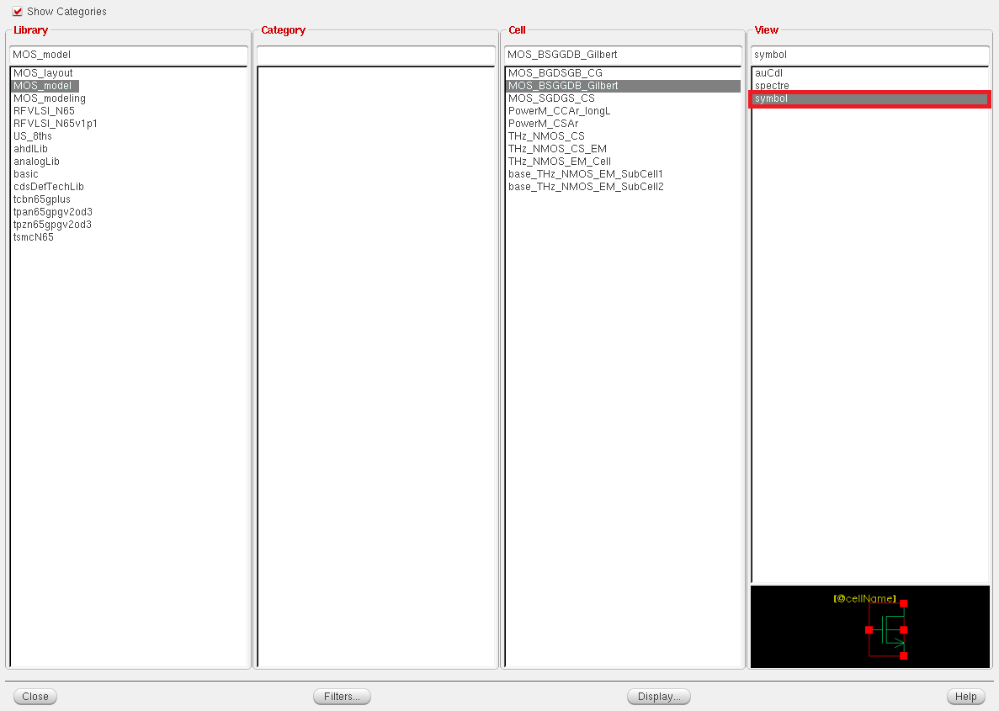 Show Categories
Library
MOS_model
MOS_layout
MOS_model
MOS_modeling
RFVLSI_N65
RFVLSI_N65v1p1
US_8ths
ahdlLib
analogLib
basic
cdsDefTechLib
tcbn65gplus
tpan65gpgv2od3
tpzn65gpgv2od3
tsmcN65
Category
Cell
MOS_BSGGDB_Gilbert
MOS_BGDSGB_CG
MOS_BSGGDB_Gilbert
MOS_SGDGS_CS
PowerM_CCAr_longL
PowerM_CSAr
THz_NMOS_CS
THz_NMOS_CS_EM
THz_NMOS_EM_Cell
base_THz_NMOS_EM_SubCell1
base_THz_NMOS_EM_SubCell2
View
symbol
auCdl
spectre
symbol
[@cellName]
Close
Filters...
Display...
Help